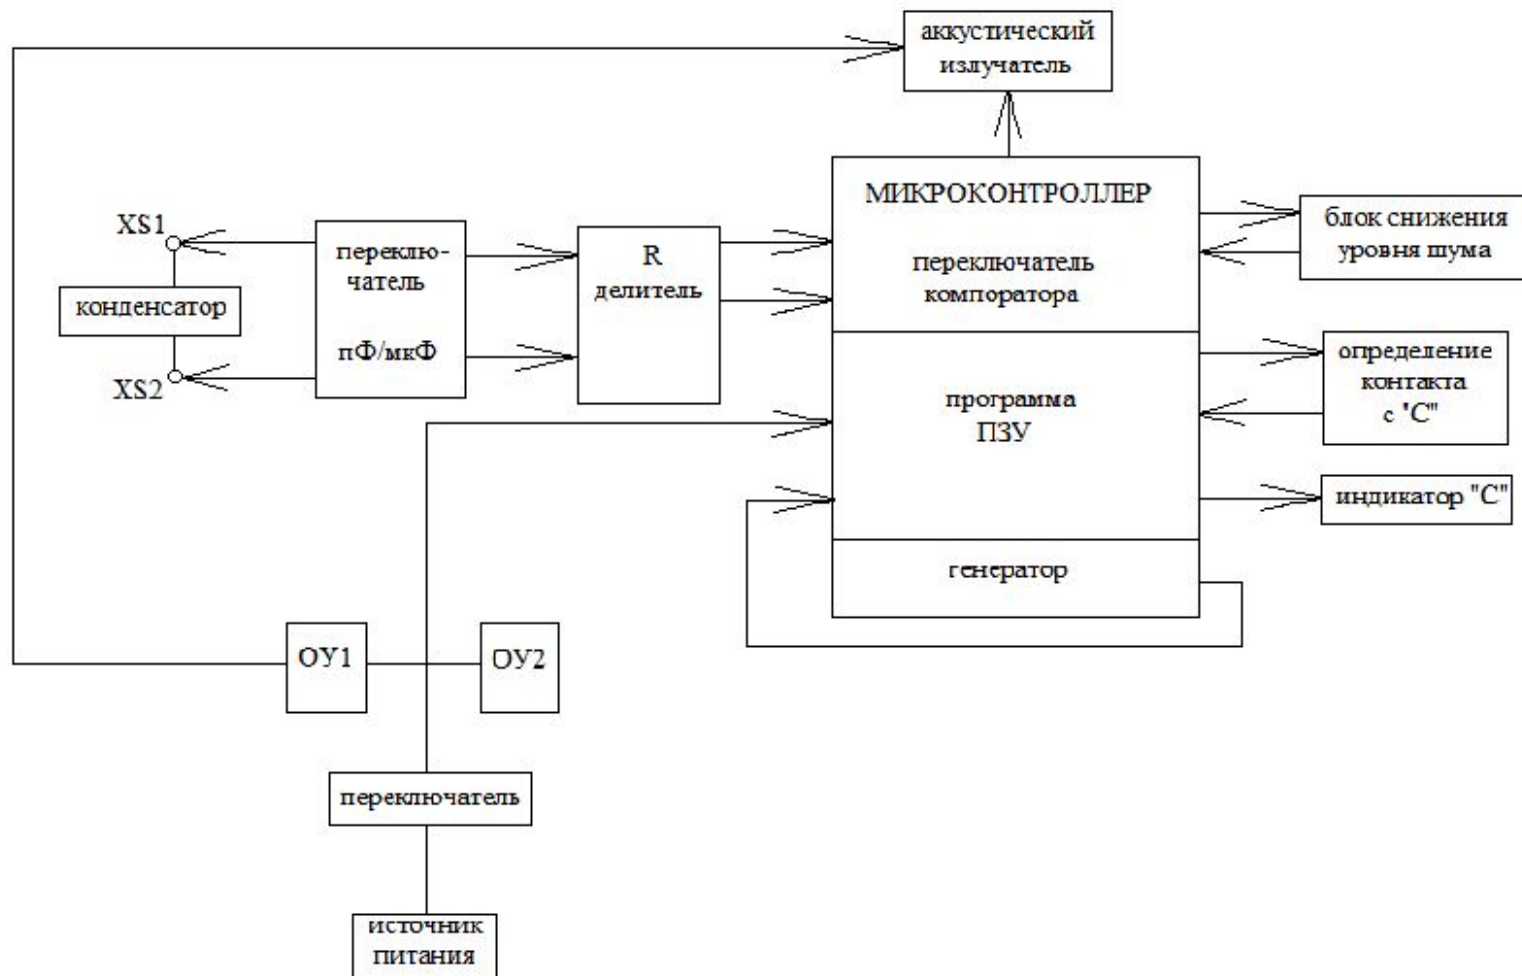 аккустический
излучатель
МИКРОКОНТРОЛЛЕР
переключатель
компоратора
программа
ПЗУ
генератор
блок снижения
уровня шума
определение
контакта
с "С"
индикатор "С"
XS1
конденсатор
XS2
переклю-
чатель
пФ/мкФ
R
делитель
ОУ1
ОУ2
переключатель
источник
питания